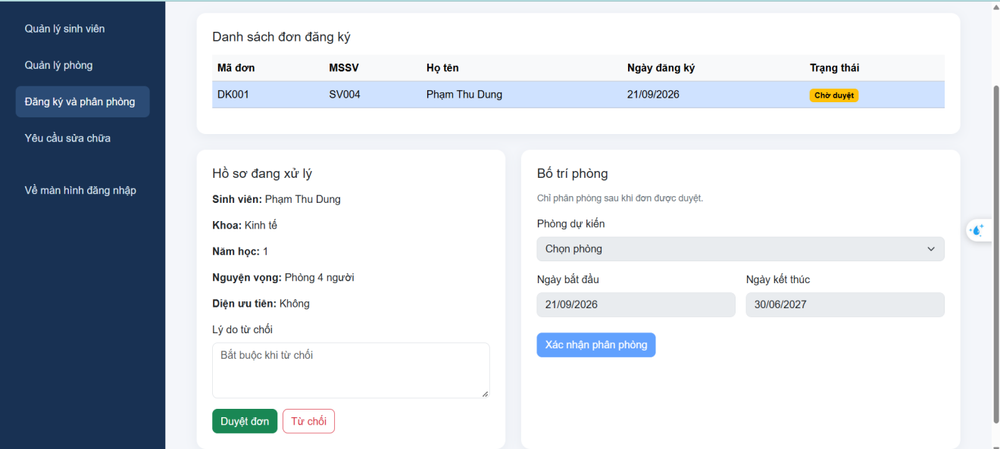 Quản lý sinh viên
Quản lý phòng
Đăng ký và phân phòng
Yêu cầu sửa chữa
Về màn hình đăng nhập
Danh sách đơn đăng ký
Mã đơn MSSV Họ tên Ngày đăng ký Trạng thái
DK001 SV004 Phạm Thu Dung 21/09/2026 Chờ duyệt
Hồ sơ đang xử lý
Sinh viên: Phạm Thu Dung
Khoa: Kinh tế
Năm học: 1
Nguyện vọng: Phòng 4 người
Diện ưu tiên: Không
Lý do từ chối
Bắt buộc khi từ chối
Duyệt đơn Từ chối
Bố trí phòng
Chỉ phân phòng sau khi đơn được duyệt.
Phòng dự kiến
Chọn phòng
Ngày bắt đầu Ngày kết thúc
21/09/2026 30/06/2027
Xác nhận phân phòng